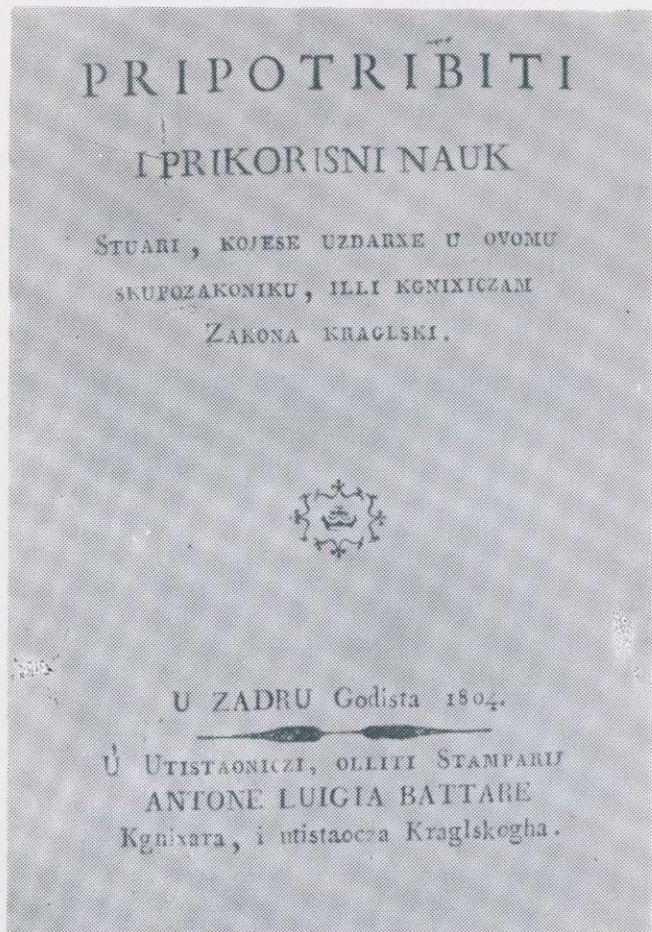 PRIPOTRIBITI
I PRIKORISNI NAUK
STUARI, KOJESE UZDARXE U OVOMU
SKUPOZAKONIKU, ILLI KGNIXICZAM
ZAKONA KRAGLSKI.
U ZADRU Godista 1804.
Ù UTISTAONICZI, OLLITI STAMPARIJ
ANTONE LUIGIA BATTARE
Kgnixara, i utistaocza Kraglskogha.